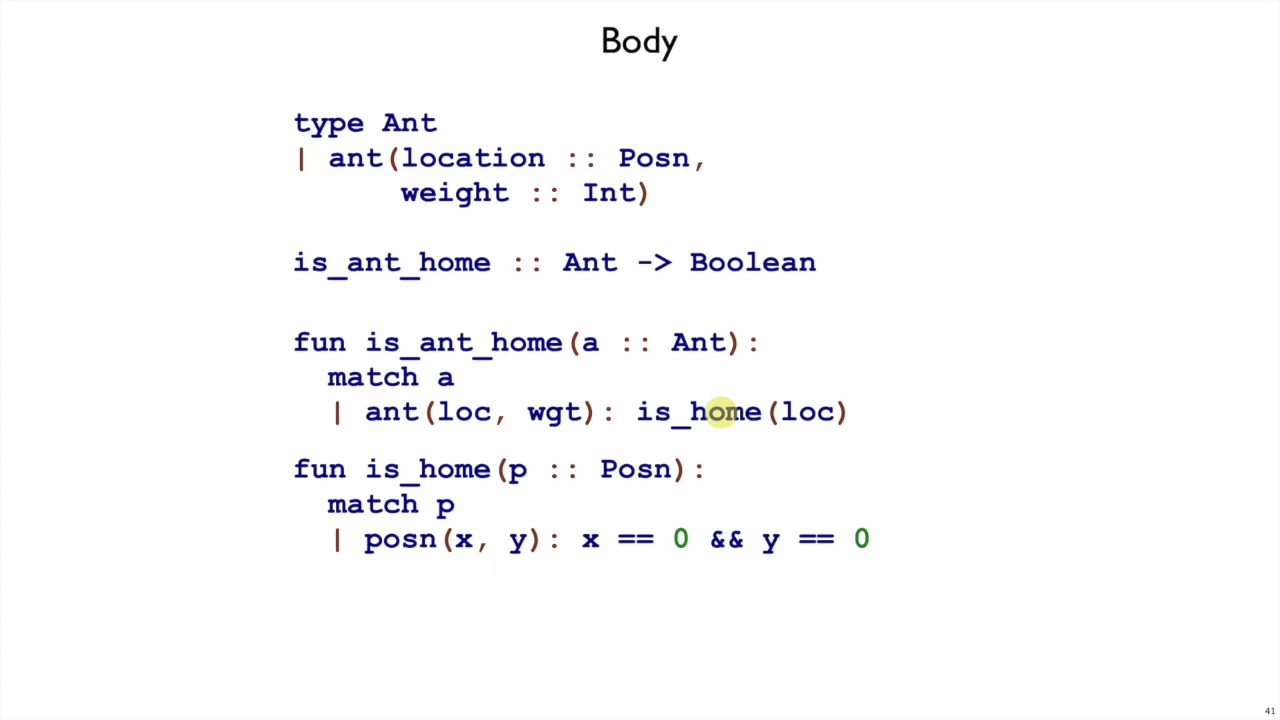 Body
type Ant
| ant(location :: Posn,
weight :: Int)
is_ant_home :: Ant -> Boolean
fun is_ant_home(a :: Ant):
match a
| ant(loc, wgt): is_home(loc)
fun is_home(p :: Posn):
match p
| posn(x, y): x == 0 && y == 0
41